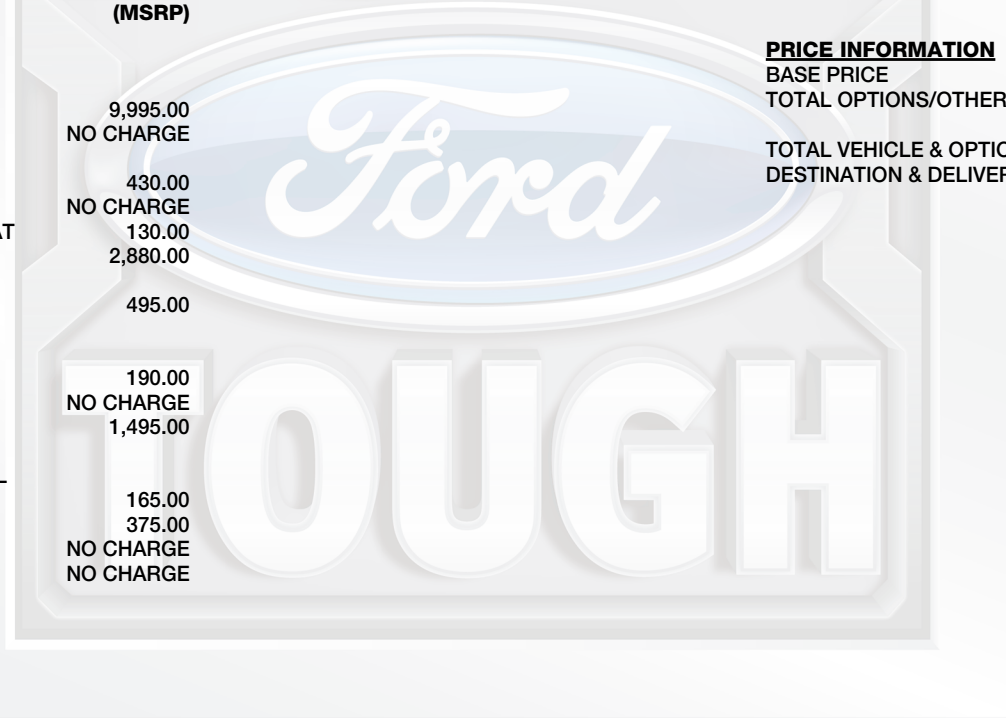 (MSRP)
9,995.00
NO CHARGE
430.00
NO CHARGE
AT
130.00
2,880.00
495.00
190.00
NO CHARGE
1,495.00
165.00
375.00
NO CHARGE
NO CHARGE
PRICE INFORMATION
BASE PRICE
TOTAL OPTIONS/OTHER
TOTAL VEHICLE & OPTIO
DESTINATION & DELIVER
Ford
TOUGH